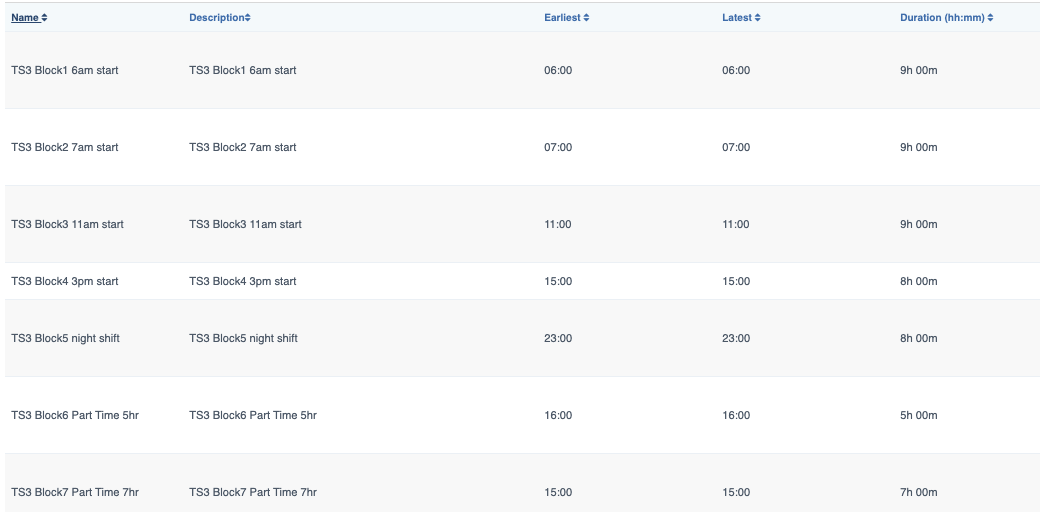 Name Description Earliest Latest Duration (hh:mm)
TS3 Block1 6am start TS3 Block1 6am start 06:00 06:00 9h 00m
TS3 Block2 7am start TS3 Block2 7am start 07:00 07:00 9h 00m
TS3 Block3 11am start TS3 Block3 11am start 11:00 11:00 9h 00m
TS3 Block4 3pm start TS3 Block4 3pm start 15:00 15:00 8h 00m
TS3 Block5 night shift TS3 Block5 night shift 23:00 23:00 8h 00m
TS3 Block6 Part Time 5hr TS3 Block6 Part Time 5hr 16:00 16:00 5h 00m
TS3 Block7 Part Time 7hr TS3 Block7 Part Time 7hr 15:00 15:00 7h 00m